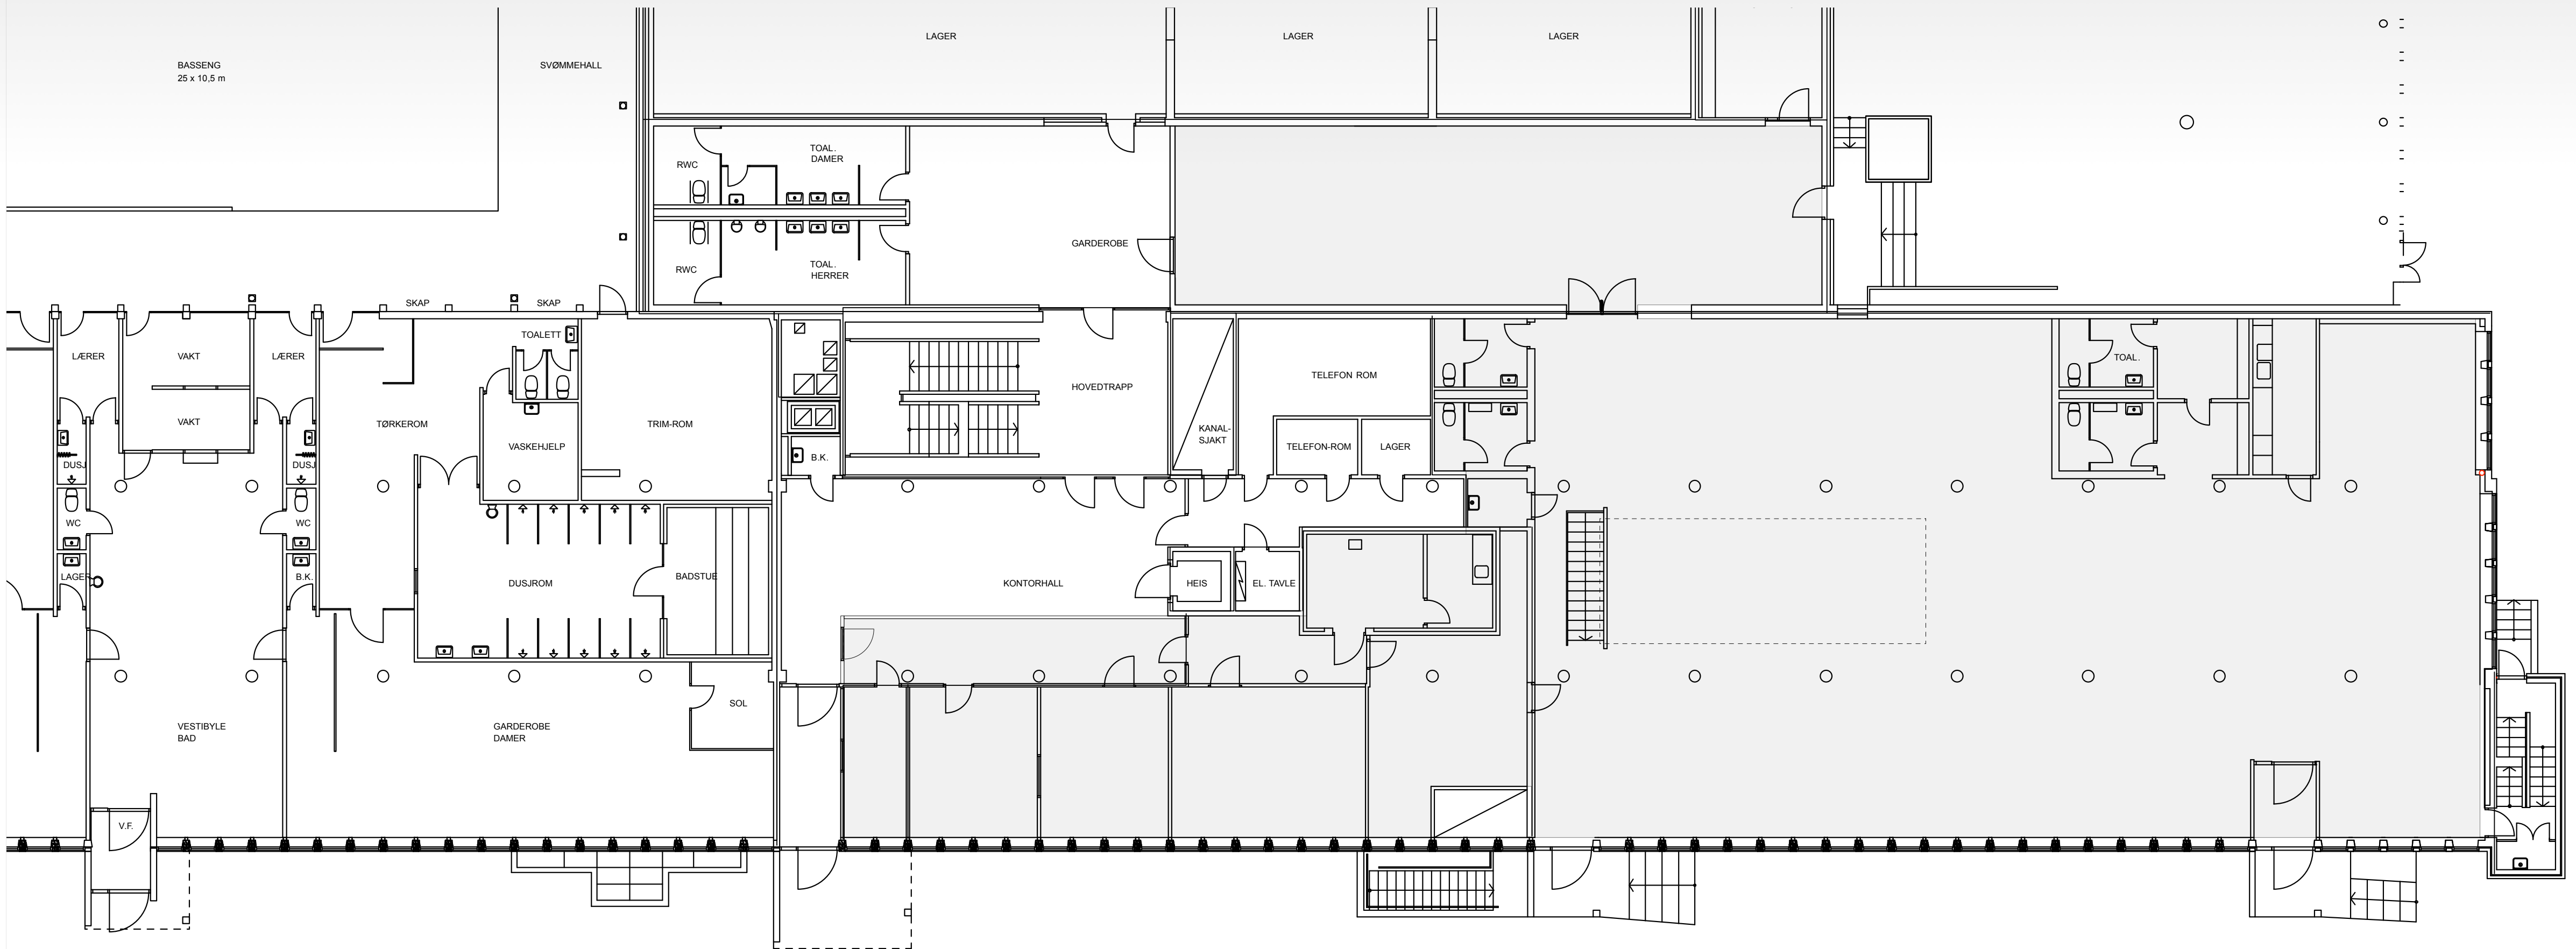 LAGER
LAGER
LAGER
BASSENG
25 x 10,5 m
SVØMMEHALL
RWC
TOAL.
DAMER
GARDEROBE
RWC
TOAL.
HERRER
SKAP
SKAP
TOALETT
LÆRER
VAKT
LÆRER
TOAL.
TELEFON ROM
HOVEDTRAPP
VAKT
TØRKEROM
TRIM-ROM
KANAL-
SJAKT
VASKEHJELP
TELEFON-ROM
LAGER
B.K.
DUSJ
DUSJ
WC
WC
LAGER
B.K.
DUSJROM
BADSTUE
KONTORHALL
HEIS
EL. TAVLE
SOL
VESTIBYLE
BAD
GARDEROBE
DAMER
V.F.